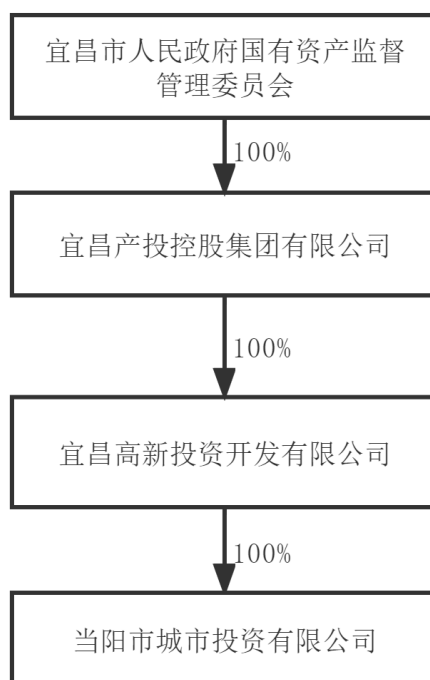 宜昌市人民政府国有资产监督
管理委员会
100%
宜昌产投控股集团有限公司
100%
宜昌高新投资开发有限公司
100%
当阳市城市投资有限公司